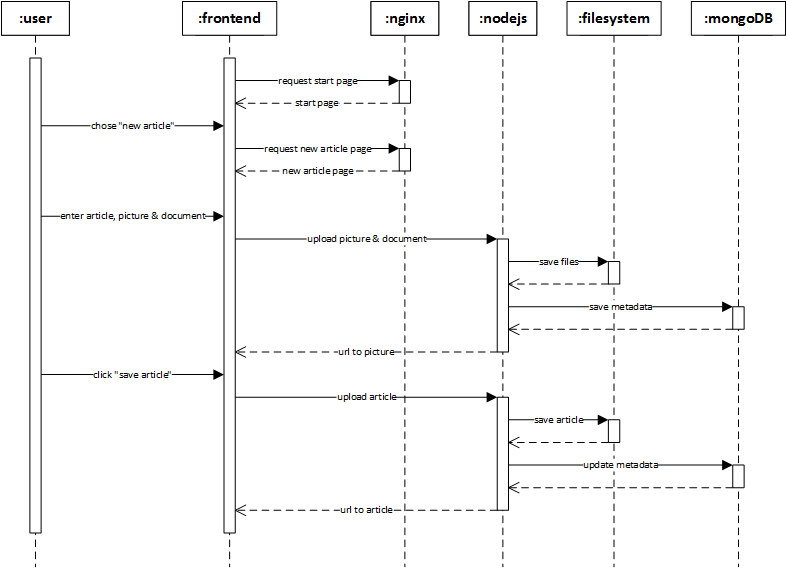 :user
:frontend
:nginx
:nodejs
:filesystem
:mongoDB
request start page
start page
chose "new article"
request new article page
new article page
enter article, picture & document
upload picture & document
save files
save metadata
url to picture
click "save article"
upload article
save article
update metadata
url to article